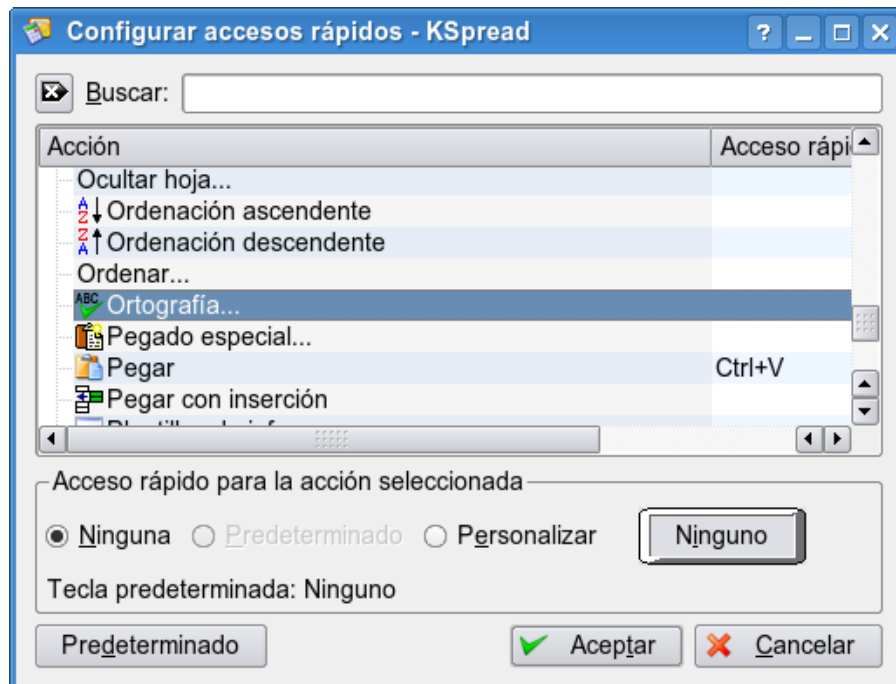 Configurar accesos rápidos - KSpread
Buscar:
Acción Acceso rápi
Ocultar hoja...
Ordenación ascendente
Ordenación descendente
Ordenar...
ABC Ortografía...
Pegado especial...
Pegar Ctrl+V
Pegar con inserción
Acceso rápido para la acción seleccionada
Ninguna Predeterminado Personalizar Ninguno
Tecla predeterminada: Ninguno
Predeterminado Aceptar Cancelar